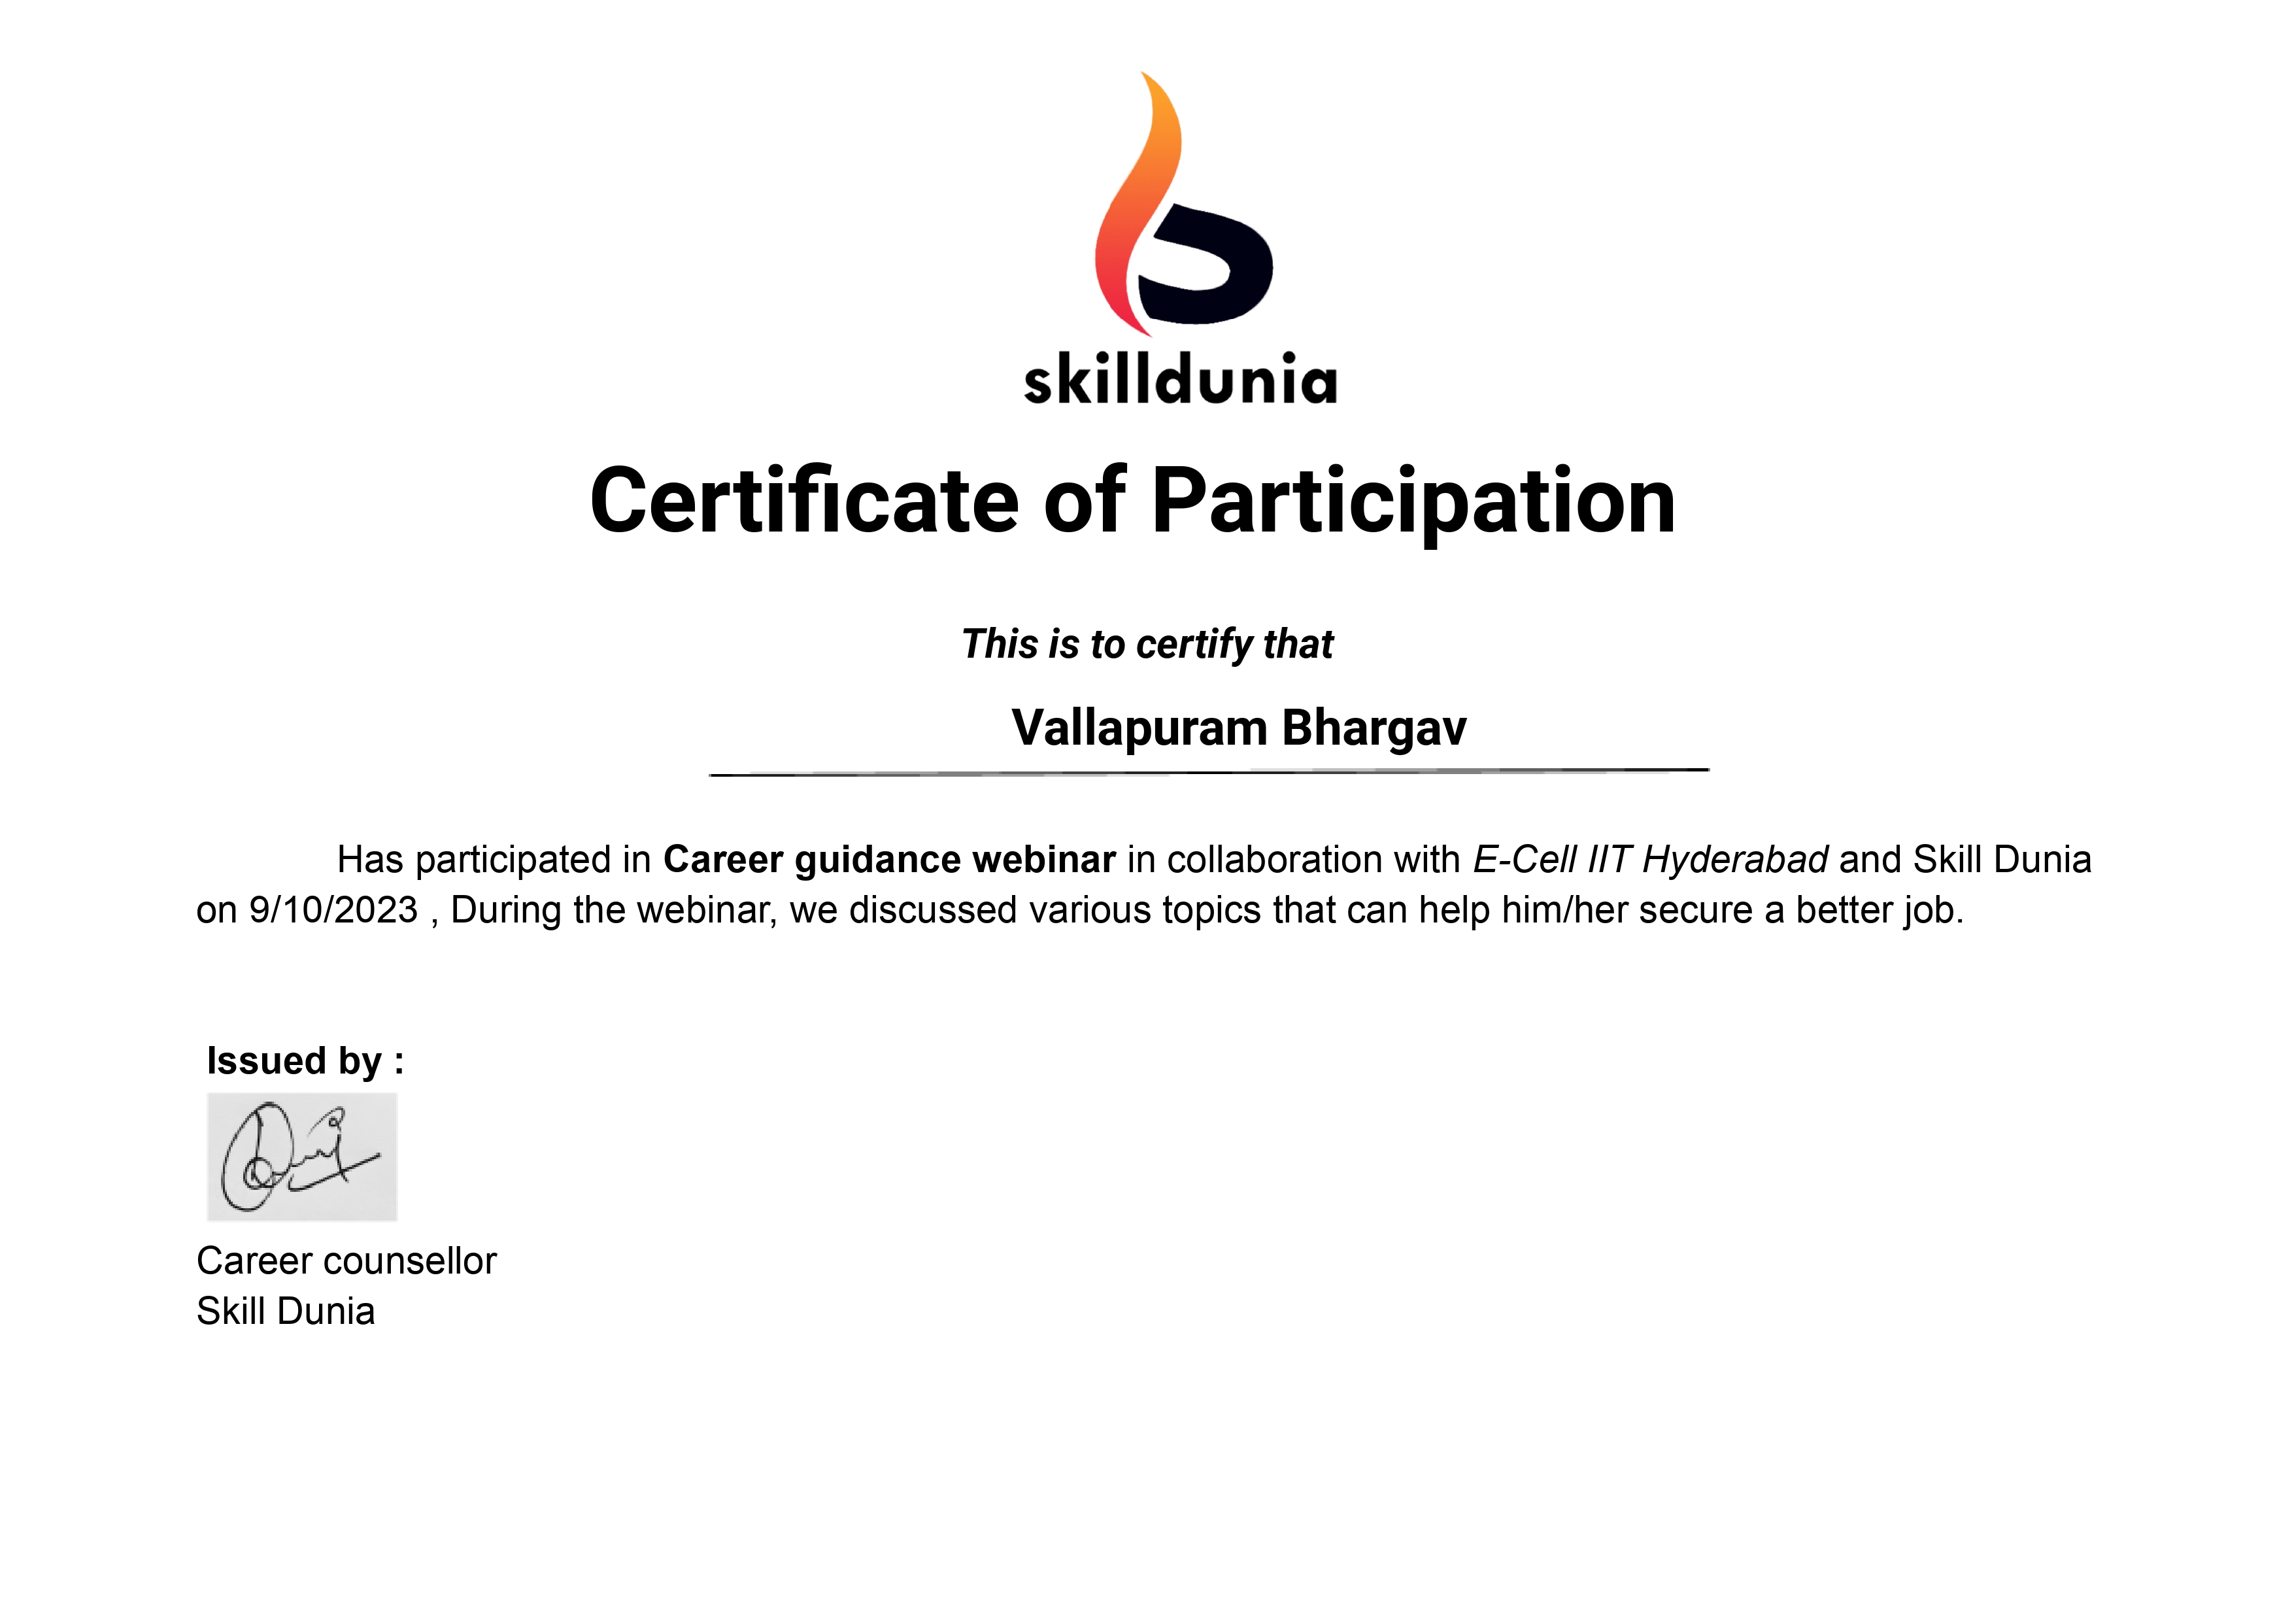 skilldunia
Certificate of Participation
This is to certify that
Vallapuram Bhargav
Has participated in Career guidance webinar in collaboration with E-Cell IIT Hyderabad and Skill Dunia
on 9/10/2023 , During the webinar, we discussed various topics that can help him/her secure a better job.
Issued by :
Career counsellor
Skill Dunia